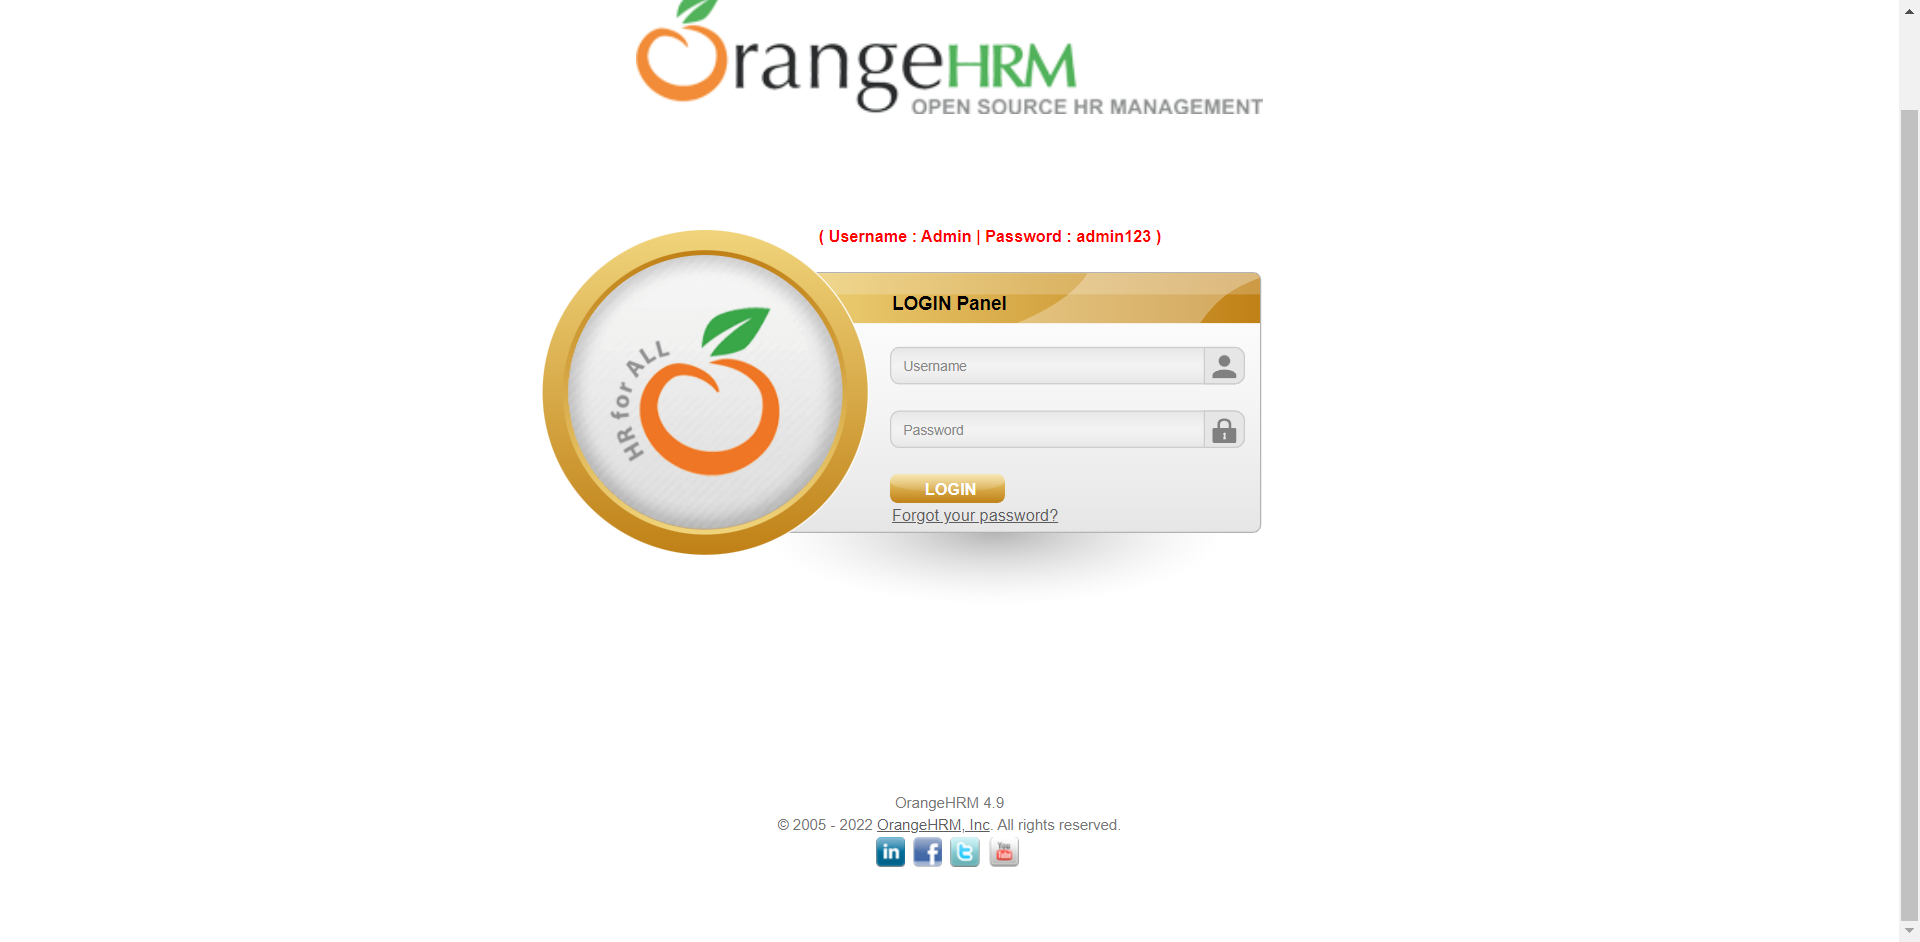 OrangeHRM
OPEN SOURCE HR MANAGEMENT
( Username : Admin | Password : admin123 )
HR for ALL
LOGIN Panel
Username
Password
LOGIN
Forgot your password?
OrangeHRM 4.9
© 2005 - 2022 OrangeHRM, Inc. All rights reserved.
in f t You Tube